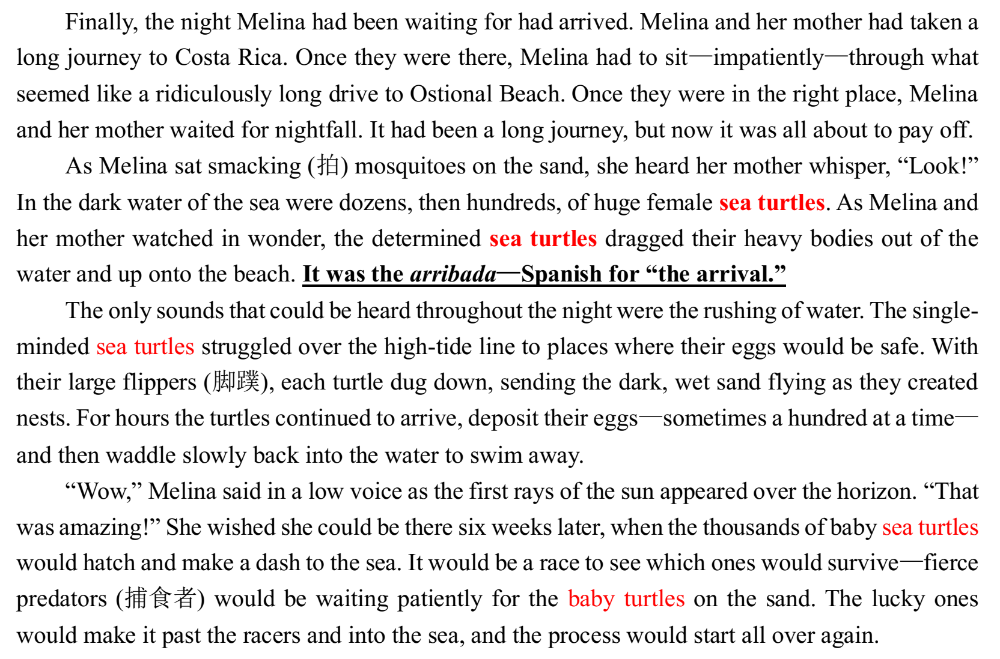 Finally, the night Melina had been waiting for had arrived. Melina and her mother had taken a
long journey to Costa Rica. Once they were there, Melina had to sit—impatiently—through what
seemed like a ridiculously long drive to Ostional Beach. Once they were in the right place, Melina
and her mother waited for nightfall. It had been a long journey, but now it was all about to pay off.
As Melina sat smacking (拍) mosquitoes on the sand, she heard her mother whisper, “Look!”
In the dark water of the sea were dozens, then hundreds, of huge female sea turtles. As Melina and
her mother watched in wonder, the determined sea turtles dragged their heavy bodies out of the
water and up onto the beach. It was the arribada—Spanish for “the arrival.”
The only sounds that could be heard throughout the night were the rushing of water. The single-
minded sea turtles struggled over the high-tide line to places where their eggs would be safe. With
their large flippers (脚蹼), each turtle dug down, sending the dark, wet sand flying as they created
nests. For hours the turtles continued to arrive, deposit their eggs—sometimes a hundred at a time—
and then waddle slowly back into the water to swim away.
“Wow,” Melina said in a low voice as the first rays of the sun appeared over the horizon. “That
was amazing!” She wished she could be there six weeks later, when the thousands of baby sea turtles
would hatch and make a dash to the sea. It would be a race to see which ones would survive—fierce
predators (捕食者) would be waiting patiently for the baby turtles on the sand. The lucky ones
would make it past the racers and into the sea, and the process would start all over again.